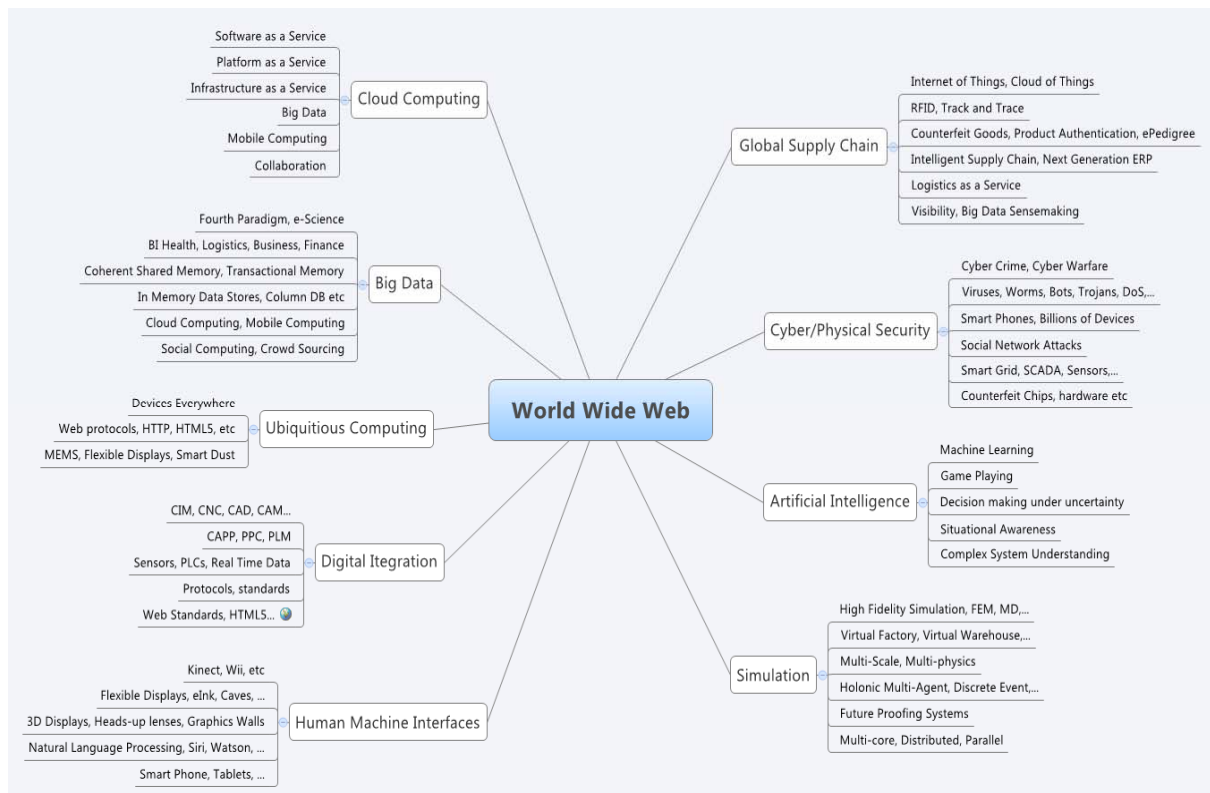 Software as a Service
Platform as a Service
Infrastructure as a Service
Big Data
Mobile Computing
Collaboration
Cloud Computing
Fourth Paradigm, e-Science
BI Health, Logistics, Business, Finance
Coherent Shared Memory, Transactional Memory
In Memory Data Stores, Column DB etc
Cloud Computing, Mobile Computing
Social Computing, Crowd Sourcing
Big Data
Devices Everywhere
Web protocols, HTTP, HTML5, etc
MEMS, Flexible Displays, Smart Dust
Ubiquitious Computing
CIM, CNC, CAD, CAM...
CAPP, PPC, PLM
Sensors, PLCs, Real Time Data
Protocols, standards
Web Standards, HTML5...
Digital Itegration
Kinect, Wii, etc
Flexible Displays, eInk, Caves, ...
3D Displays, Heads-up lenses, Graphics Walls
Natural Language Processing, Siri, Watson, ...
Smart Phone, Tablets, ...
Human Machine Interfaces
World Wide Web
Global Supply Chain
Internet of Things, Cloud of Things
RFID, Track and Trace
Counterfeit Goods, Product Authentication, ePedigree
Intelligent Supply Chain, Next Generation ERP
Logistics as a Service
Visibility, Big Data Sensemaking
Cyber/Physical Security
Cyber Crime, Cyber Warfare
Viruses, Worms, Bots, Trojans, DoS,...
Smart Phones, Billions of Devices
Social Network Attacks
Smart Grid, SCADA, Sensors,...
Counterfeit Chips, hardware etc
Artificial Intelligence
Machine Learning
Game Playing
Decision making under uncertainty
Situational Awareness
Complex System Understanding
Simulation
High Fidelity Simulation, FEM, MD,...
Virtual Factory, Virtual Warehouse,...
Multi-Scale, Multi-physics
Holonic Multi-Agent, Discrete Event,...
Future Proofing Systems
Multi-core, Distributed, Parallel